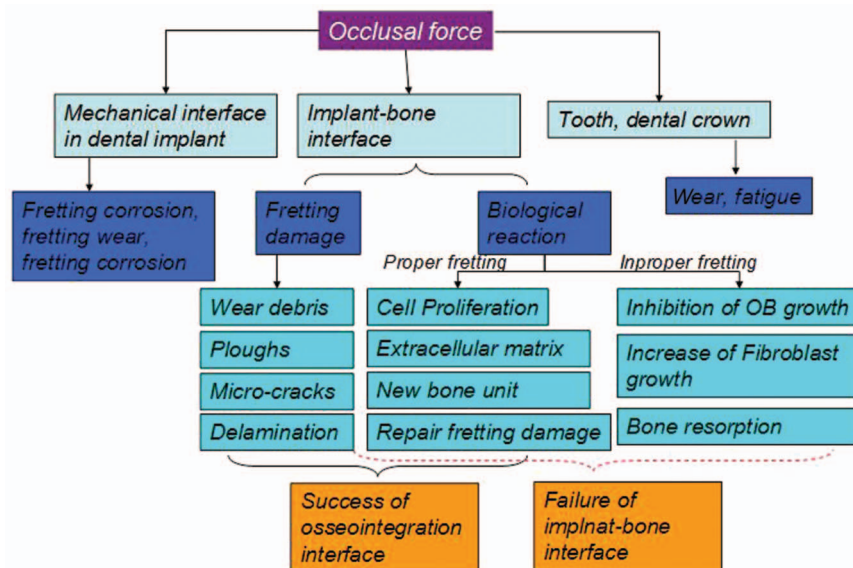 Occlusal force
Mechanical interface
in dental implant
Implant-bone
interface
Tooth, dental crown
Fretting corrosion,
fretting wear,
fretting corrosion
Fretting
damage
Biological
reaction
Wear, fatigue
Proper fretting
Inproper fretting
Wear debris
Ploughs
Micro-cracks
Delamination
Cell Proliferation
Extracellular matrix
New bone unit
Repair fretting damage
Inhibition of OB growth
Increase of Fibroblast
growth
Bone resorption
Success of
osseointegration
interface
Failure of
implnat-bone
interface